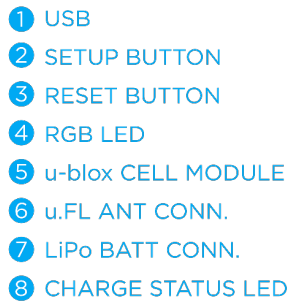 1 USB
2 SETUP BUTTON
3 RESET BUTTON
4 RGB LED
5 u-blox CELL MODULE
6 u.FL ANT CONN.
7 LiPo BATT CONN.
8 CHARGE STATUS LED